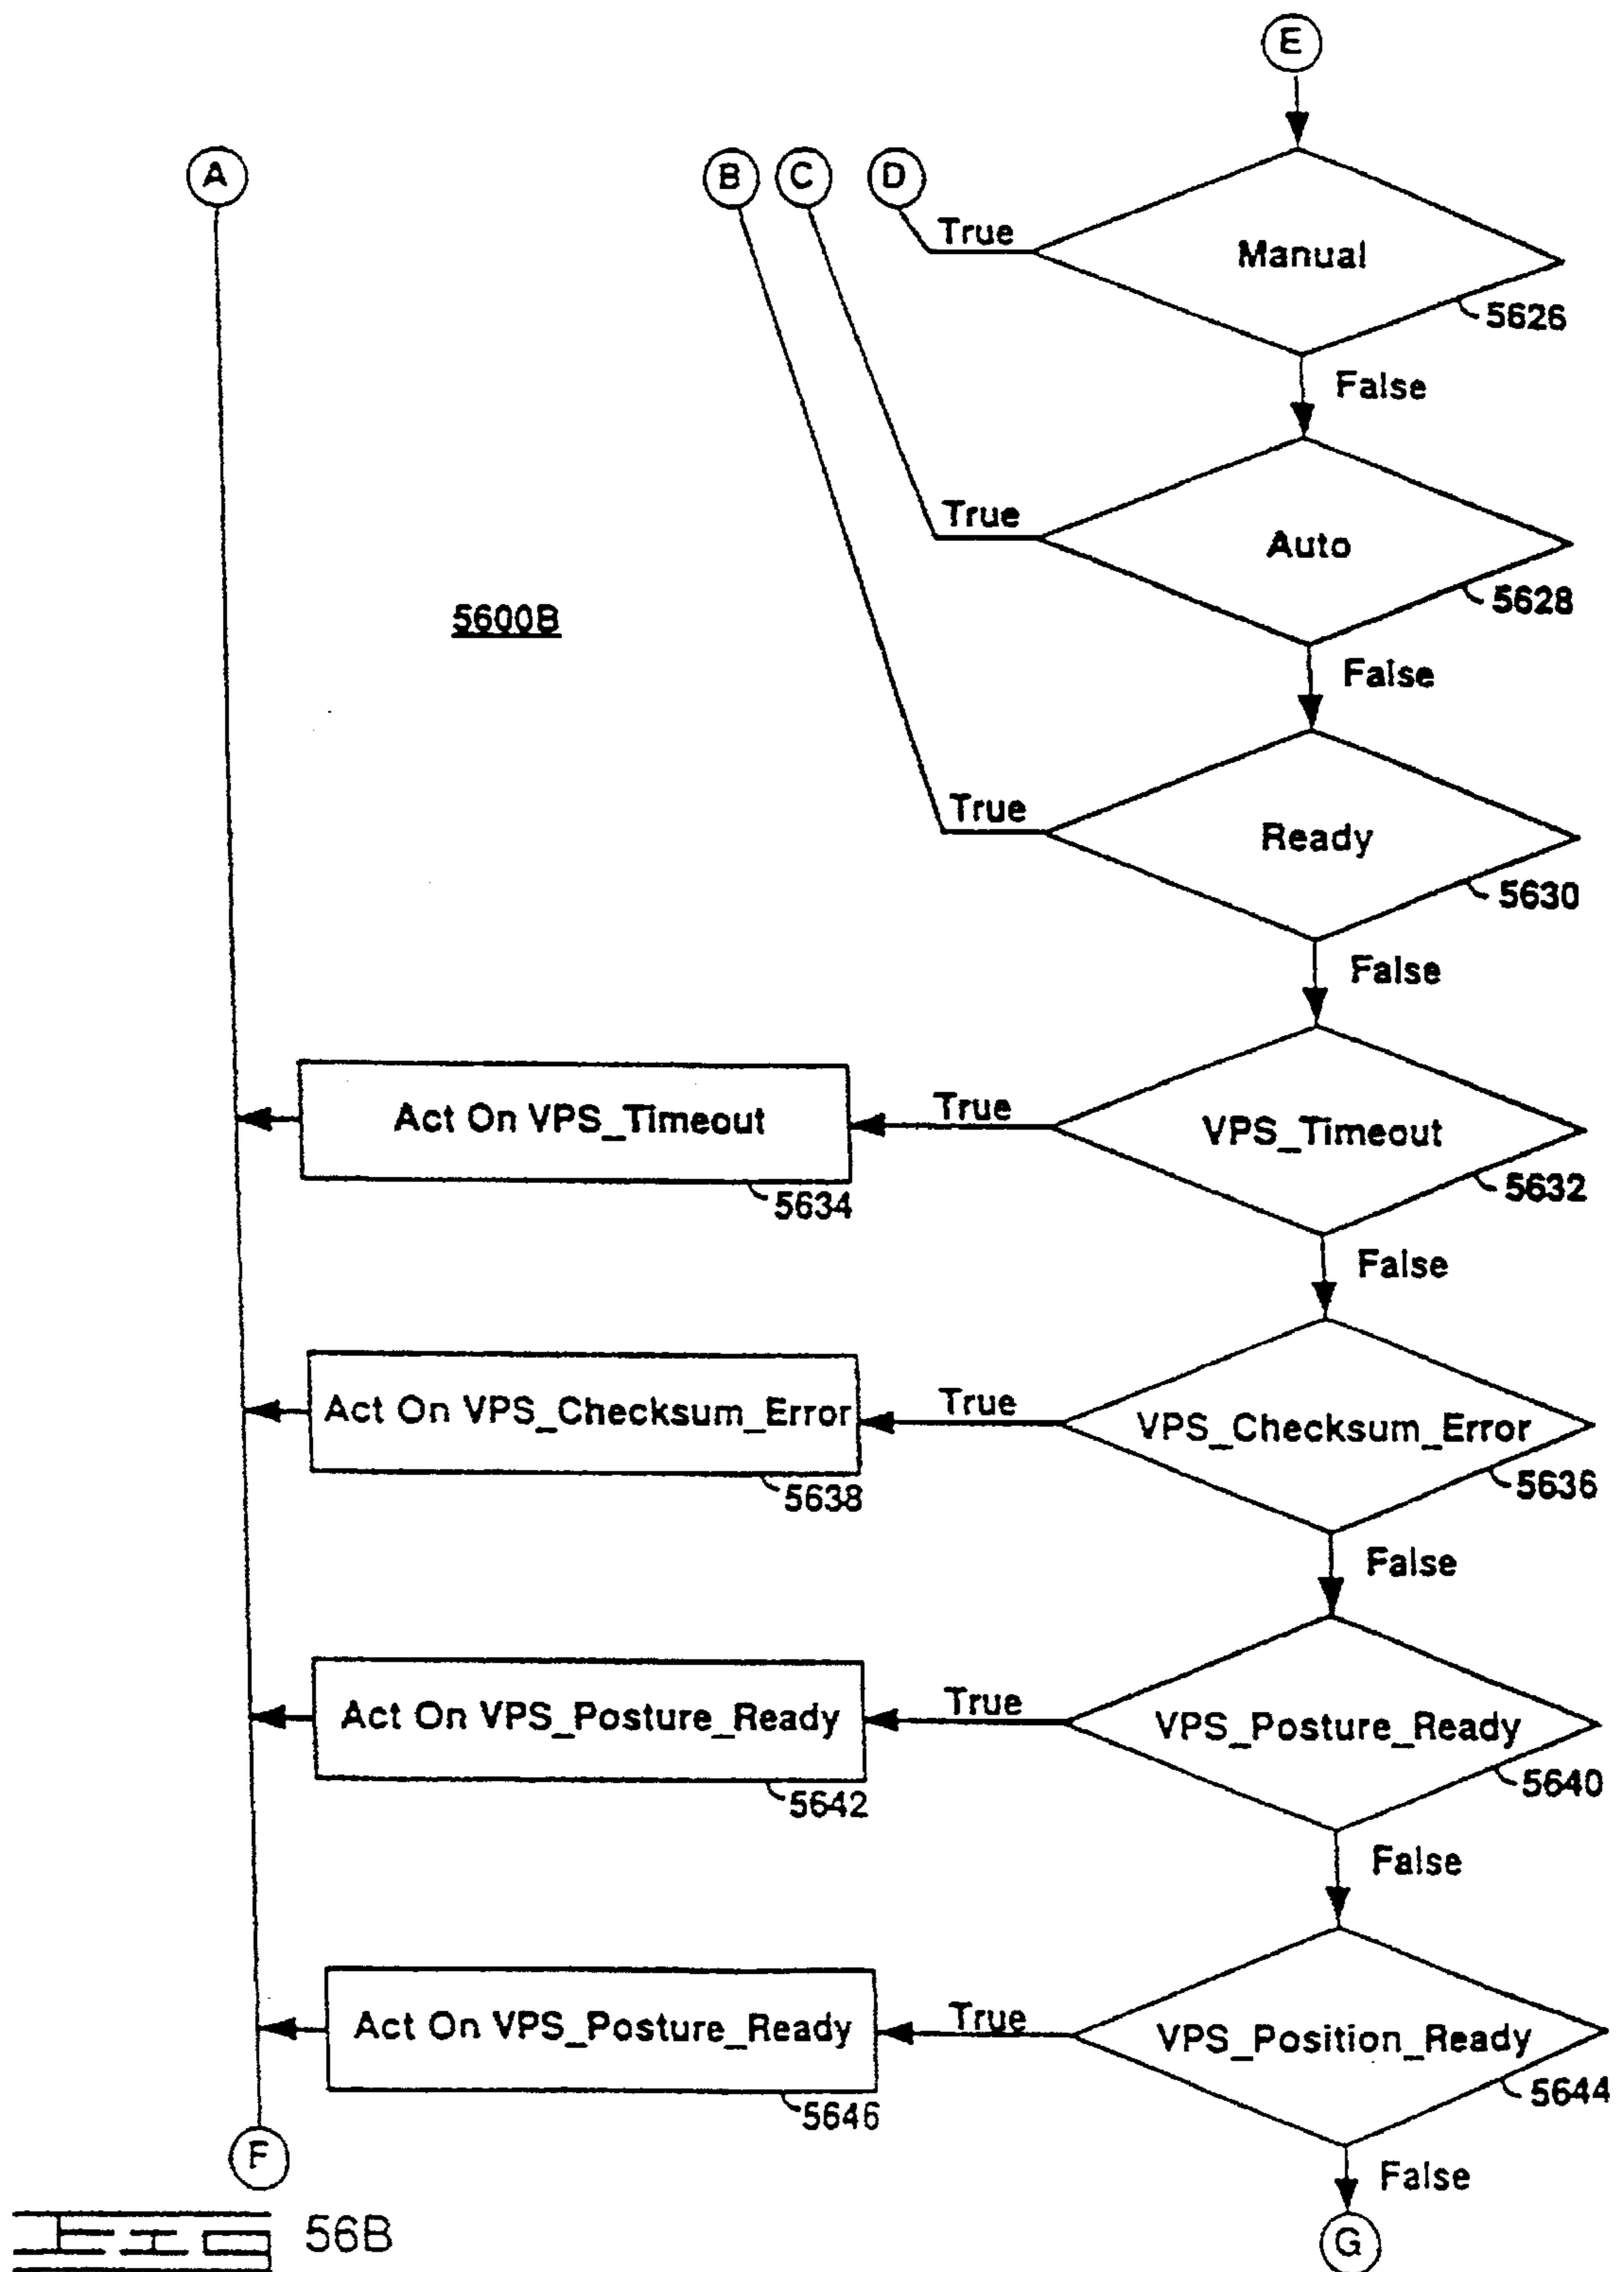 E
A
B
C
D
True
Manual
5626
False
True
Auto
5628
5600B
False
True
Ready
5630
False
Act On VPS_Timeout
True
VPS_Timeout
5634
5632
False
Act On VPS_Checksum_Error
True
VPS_Checksum_Error
5638
5636
False
Act On VPS_Posture_Ready
True
VPS_Posture_Ready
5642
5640
False
Act On VPS_Posture_Ready
True
VPS_Position_Ready
5646
5644
F
False
56B
G